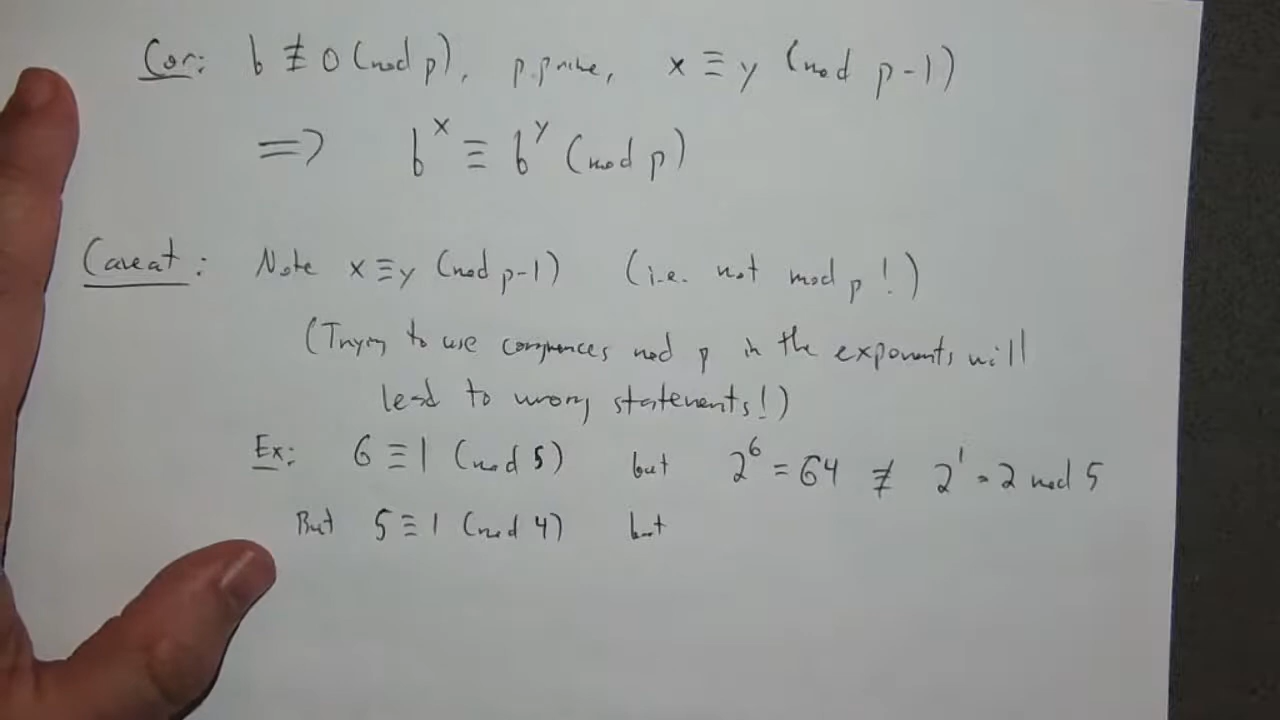 Cor: b ≢ 0 (mod p), p prime, x ≡ y (mod p-1)
=> b^x ≡ b^y (mod p)
Caveat: Note x ≡ y (mod p-1) (i.e. not mod p!)
(Trying to use congruences mod p in the exponents will
lead to wrong statements!)
Ex: 6 ≡ 1 (mod 5) but 2^6 = 64 ≢ 2^1 = 2 mod 5
But 5 ≡ 1 (mod 4) but